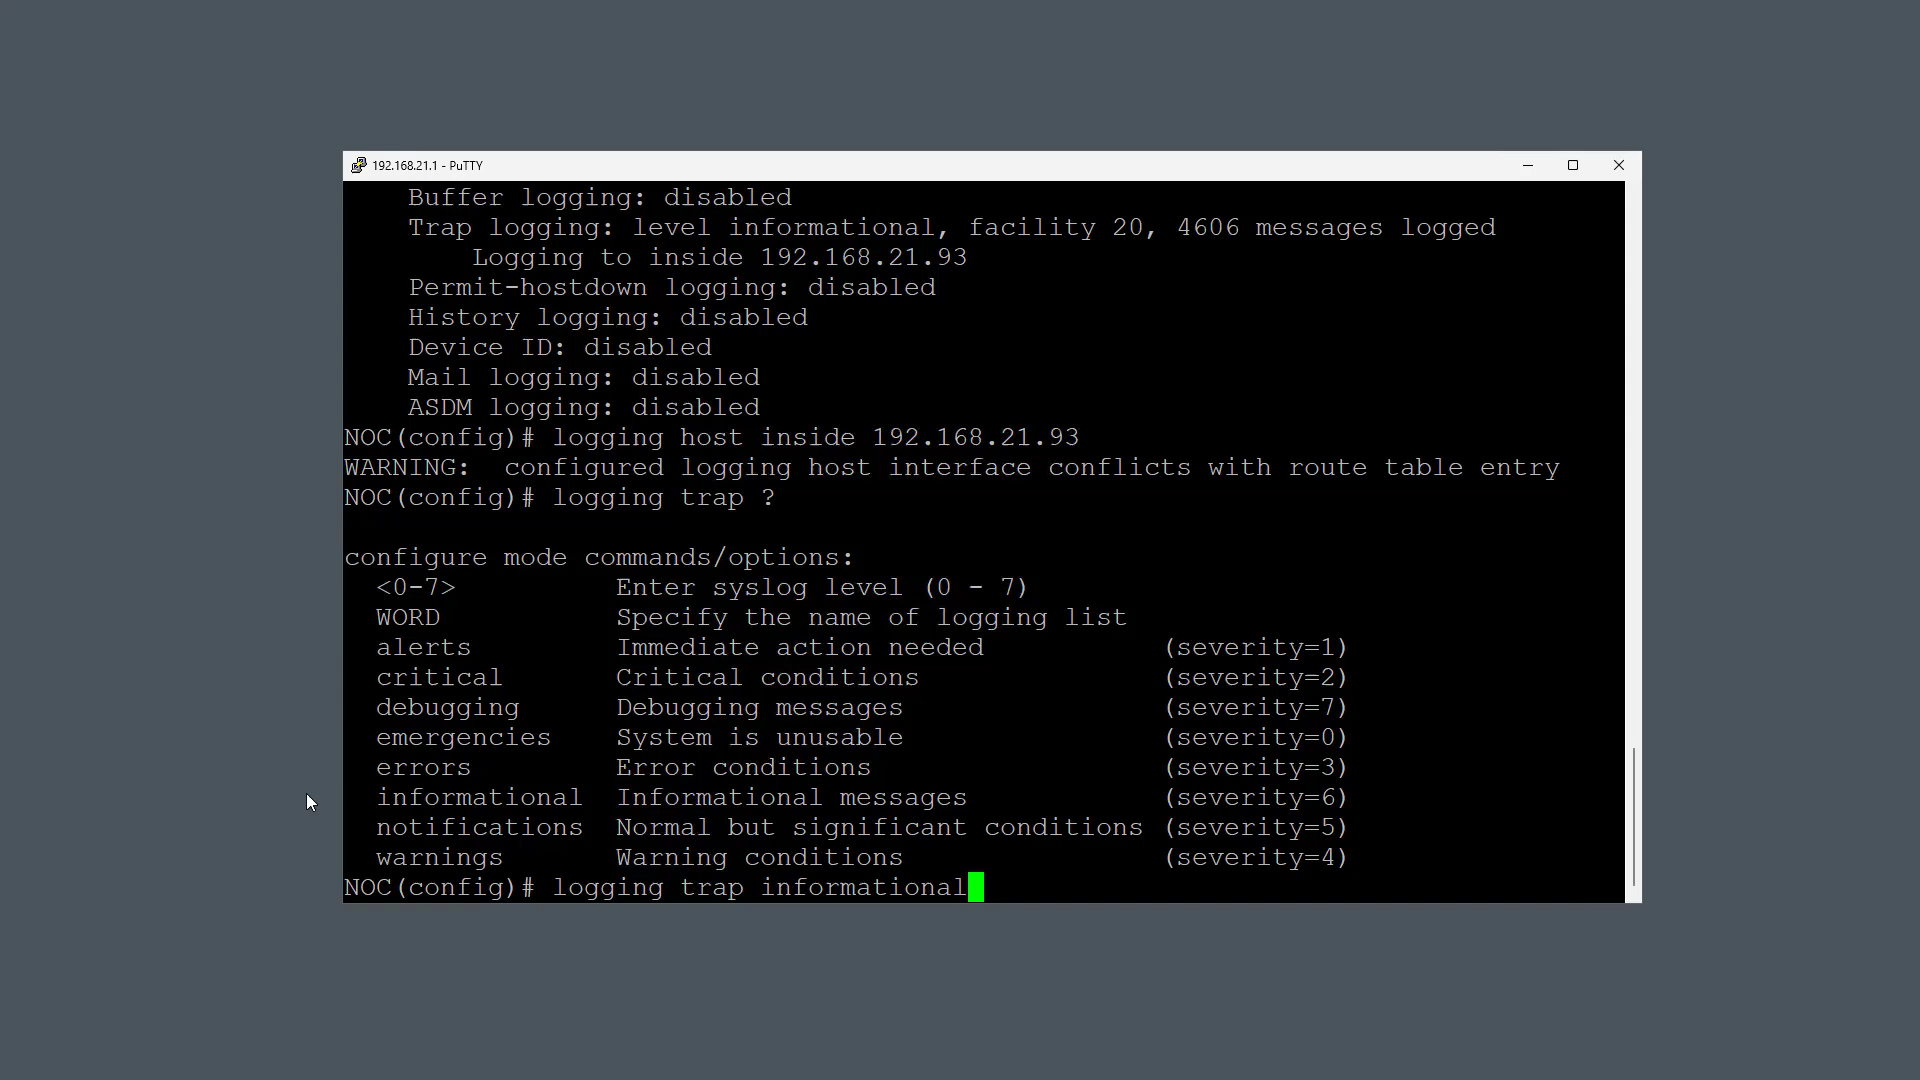 192.168.21.1 - PuTTY
Buffer logging: disabled
Trap logging: level informational, facility 20, 4606 messages logged
Logging to inside 192.168.21.93
Permit-hostdown logging: disabled
History logging: disabled
Device ID: disabled
Mail logging: disabled
ASDM logging: disabled
NOC(config)# logging host inside 192.168.21.93
WARNING:  configured logging host interface conflicts with route table entry
NOC(config)# logging trap ?
configure mode commands/options:
<0-7>          Enter syslog level (0 - 7)
WORD           Specify the name of logging list
alerts         Immediate action needed           (severity=1)
critical       Critical conditions               (severity=2)
debugging      Debugging messages                (severity=7)
emergencies    System is unusable                (severity=0)
errors         Error conditions                  (severity=3)
informational  Informational messages            (severity=6)
notifications  Normal but significant conditions (severity=5)
warnings       Warning conditions                (severity=4)
NOC(config)# logging trap informational